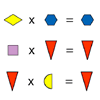 x =
x =
x =